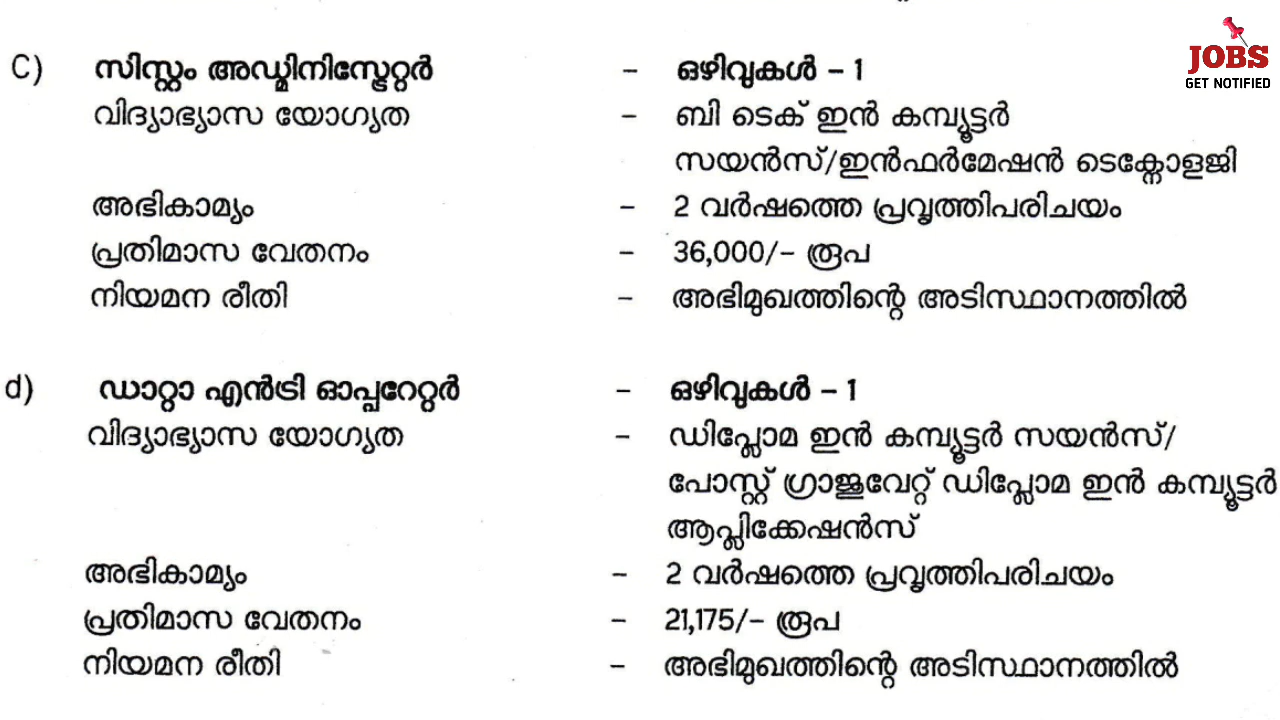 JOBS
GET NOTIFIED
C) സിസ്റ്റം അഡ്മിനിസ്ട്രേറ്റർ - ഒഴിവുകൾ - 1
വിദ്യാഭ്യാസ യോഗ്യത - ബി ടെക് ഇൻ കമ്പ്യൂട്ടർ
സയൻസ്/ഇൻഫർമേഷൻ ടെക്നോളജി
അഭികാമ്യം - 2 വർഷത്തെ പ്രവൃത്തിപരിചയം
പ്രതിമാസ വേതനം - 36,000/- രൂപ
നിയമന രീതി - അഭിമുഖത്തിന്റെ അടിസ്ഥാനത്തിൽ
d) ഡാറ്റാ എൻട്രി ഓപ്പറേറ്റർ - ഒഴിവുകൾ - 1
വിദ്യാഭ്യാസ യോഗ്യത - ഡിപ്ലോമ ഇൻ കമ്പ്യൂട്ടർ സയൻസ്/
പോസ്റ്റ് ഗ്രാജുവേറ്റ് ഡിപ്ലോമ ഇൻ കമ്പ്യൂട്ടർ
ആപ്ലിക്കേഷൻസ്
അഭികാമ്യം - 2 വർഷത്തെ പ്രവൃത്തിപരിചയം
പ്രതിമാസ വേതനം - 21,175/- രൂപ
നിയമന രീതി - അഭിമുഖത്തിന്റെ അടിസ്ഥാനത്തിൽ